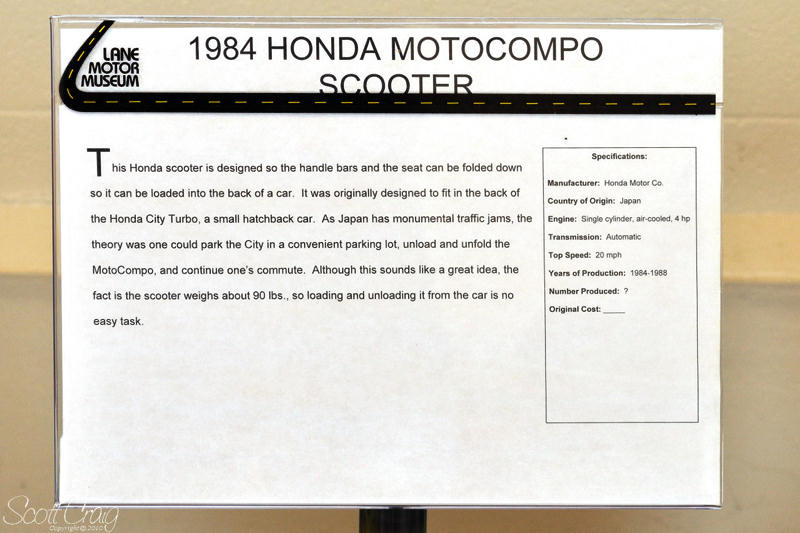 LANE
MOTOR
MUSEUM
1984 HONDA MOTOCOMPO
SCOOTER
This Honda scooter is designed so the handle bars and the seat can be folded down
so it can be loaded into the back of a car. It was originally designed to fit in the back of
the Honda City Turbo, a small hatchback car. As Japan has monumental traffic jams, the
theory was one could park the City in a convenient parking lot, unload and unfold the
MotoCompo, and continue one's commute. Although this sounds like a great idea, the
fact is the scooter weighs about 90 lbs., so loading and unloading it from the car is no
easy task.
Specifications:
Manufacturer: Honda Motor Co.
Country of Origin: Japan
Engine: Single cylinder, air-cooled, 4 hp
Transmission: Automatic
Top Speed: 20 mph
Years of Production: 1984-1988
Number Produced: ?
Original Cost: _____
Scott Craig
Copyright © 2010